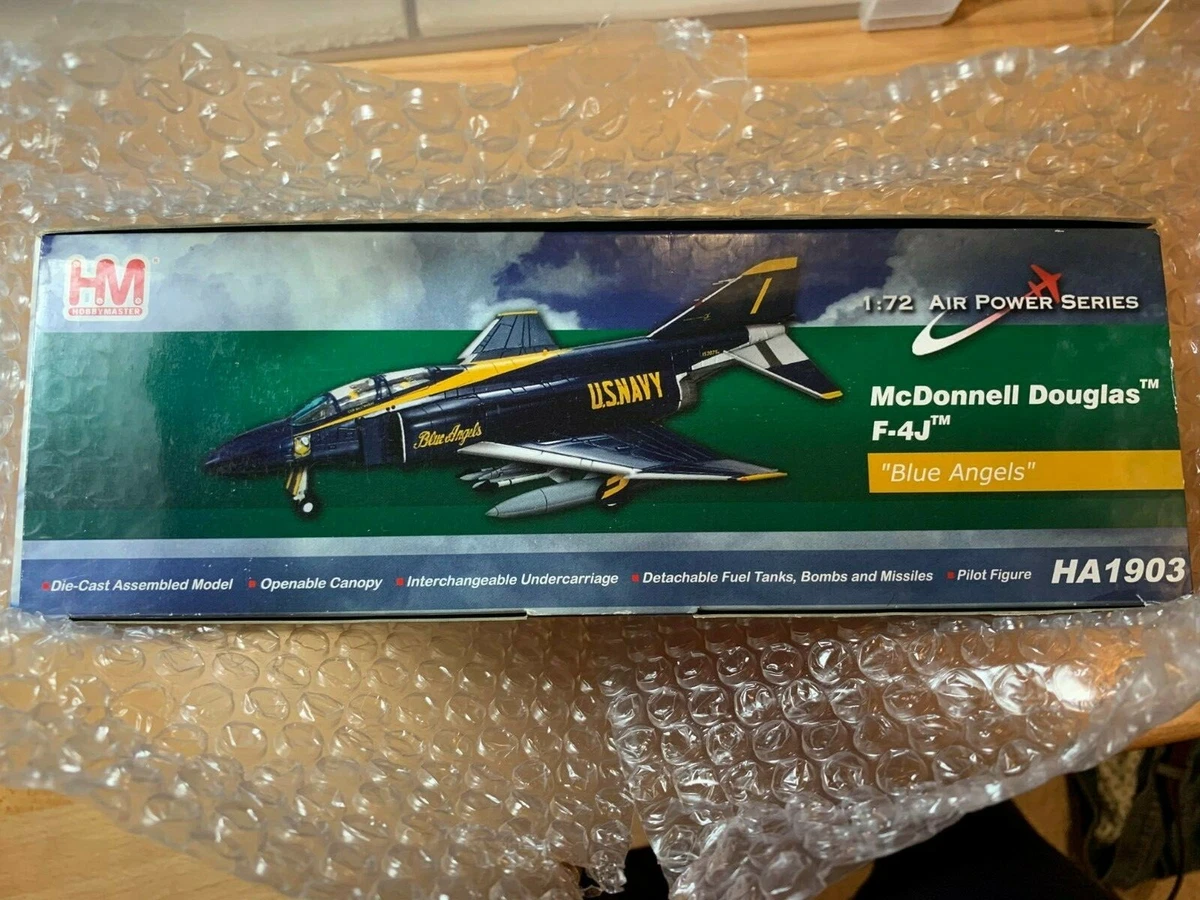 H.M.
HOBBYMASTER
1:72 AIR POWER SERIES
McDonnell Douglas™
F-4J™
"Blue Angels"
1
U.S.NAVY
Blue Angels
Die-Cast Assembled Model
Openable Canopy
Interchangeable Undercarriage
Detachable Fuel Tanks, Bombs and Missiles
Pilot Figure
HA1903